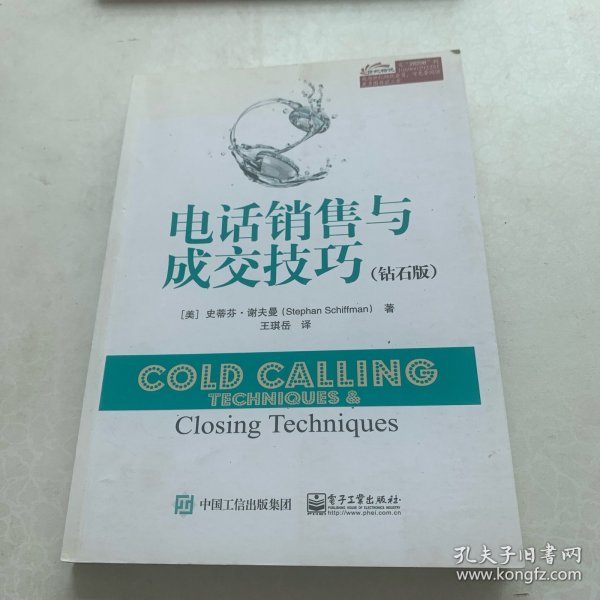 电话销售与
成交技巧(钻石版)
[美] 史蒂芬·谢夫曼(Stephan Schiffman) 著
王琪岳 译
COLD CALLING
TECHNIQUES &
Closing Techniques
中国工信出版集团
电子工业出版社
PUBLISHING HOUSE OF ELECTRONICS INDUSTRY
http://www.phei.com.cn
孔夫子旧书网
www.kongfz.com